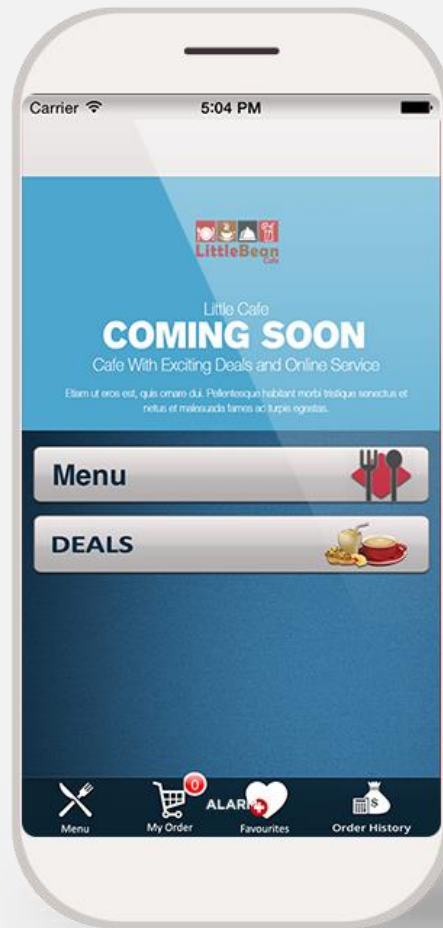 Carrier 5:04 PM
LittleBean
Cafe
Little Cafe
COMING SOON
Cafe With Exciting Deals and Online Service
Etiam ut eros est, quis ornare dui. Pellentesque habitant morbi tristique senectus et
netus et malesuada fames ac turpis egestas.
Menu
DEALS
0
ALARM
$
Menu My Order Favourites Order History